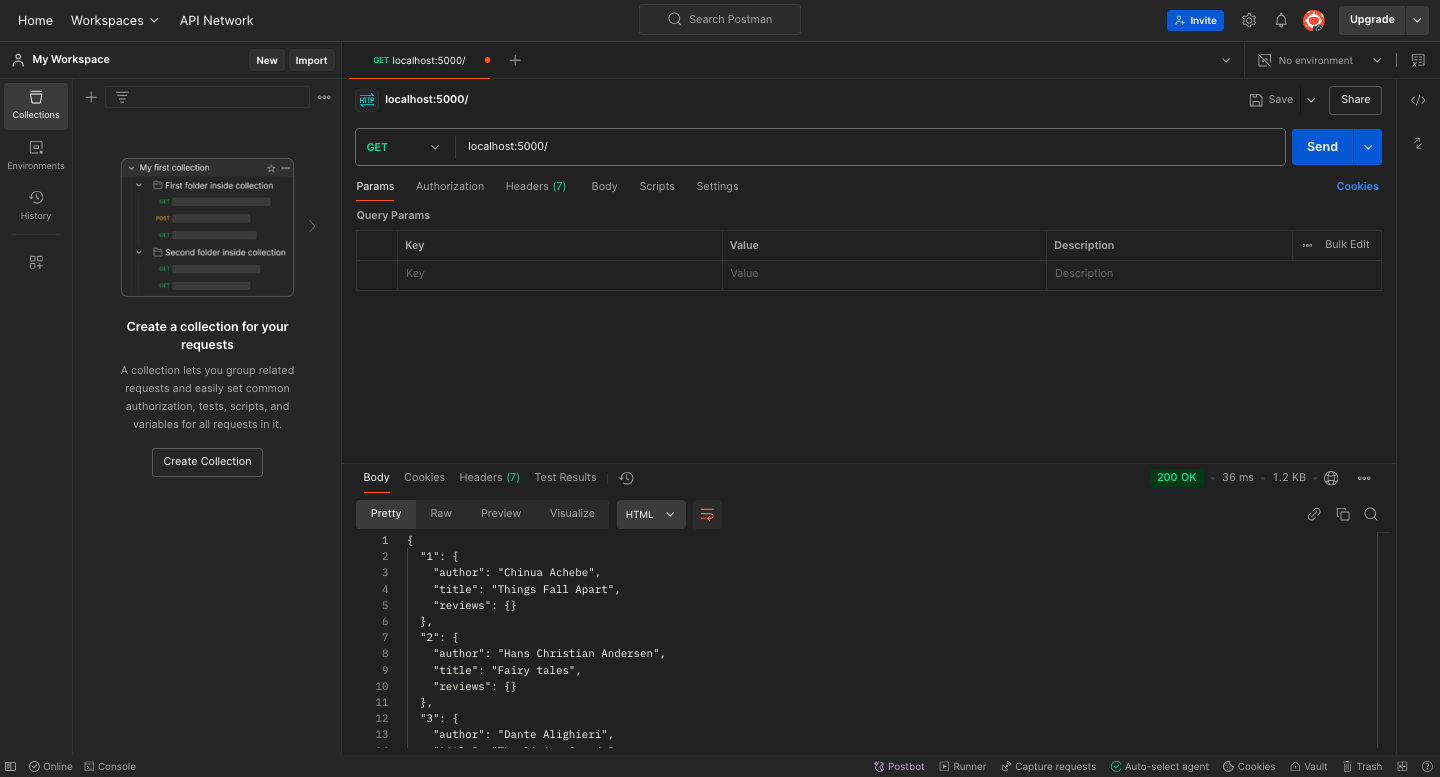 Home Workspaces API Network Search Postman Invite Upgrade
My Workspace New Import GET localhost:5000/ No environment
Collections
Environments
History
My first collection
First folder inside collection
GET
POST
GET
Second folder inside collection
GET
GET
Create a collection for your
requests
A collection lets you group related
requests and easily set common
authorization, tests, scripts, and
variables for all requests in it.
Create Collection
HTTP localhost:5000/ Save Share
GET localhost:5000/ Send
Params Authorization Headers (7) Body Scripts Settings Cookies
Query Params
Key Value Description Bulk Edit
Key Value Description
Body Cookies Headers (7) Test Results 200 OK 36 ms 1.2 KB
Pretty Raw Preview Visualize HTML
1 {
2 "1": {
3 "author": "Chinua Achebe",
4 "title": "Things Fall Apart",
5 "reviews": {}
6 },
7 "2": {
8 "author": "Hans Christian Andersen",
9 "title": "Fairy tales",
10 "reviews": {}
11 },
12 "3": {
13 "author": "Dante Alighieri",
Online Console Postbot Runner Capture requests Auto-select agent Cookies Vault Trash